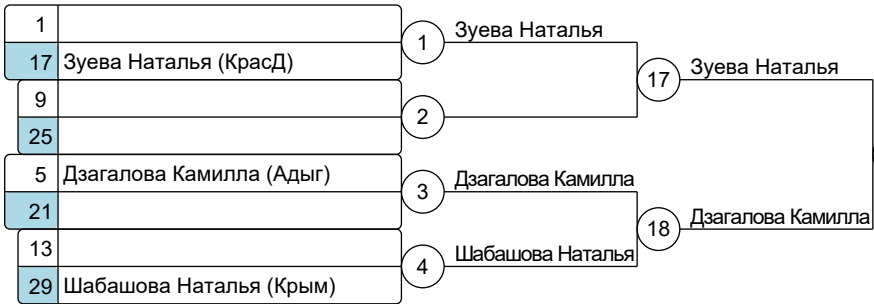 1
17 Зуева Наталья (КрасД)
9
25
5 Дзагалова Камилла (Адыг)
21
13
29 Шабашова Наталья (Крым)
1 Зуева Наталья
2
3 Дзагалова Камилла
4 Шабашова Наталья
17 Зуева Наталья
18 Дзагалова Камилла